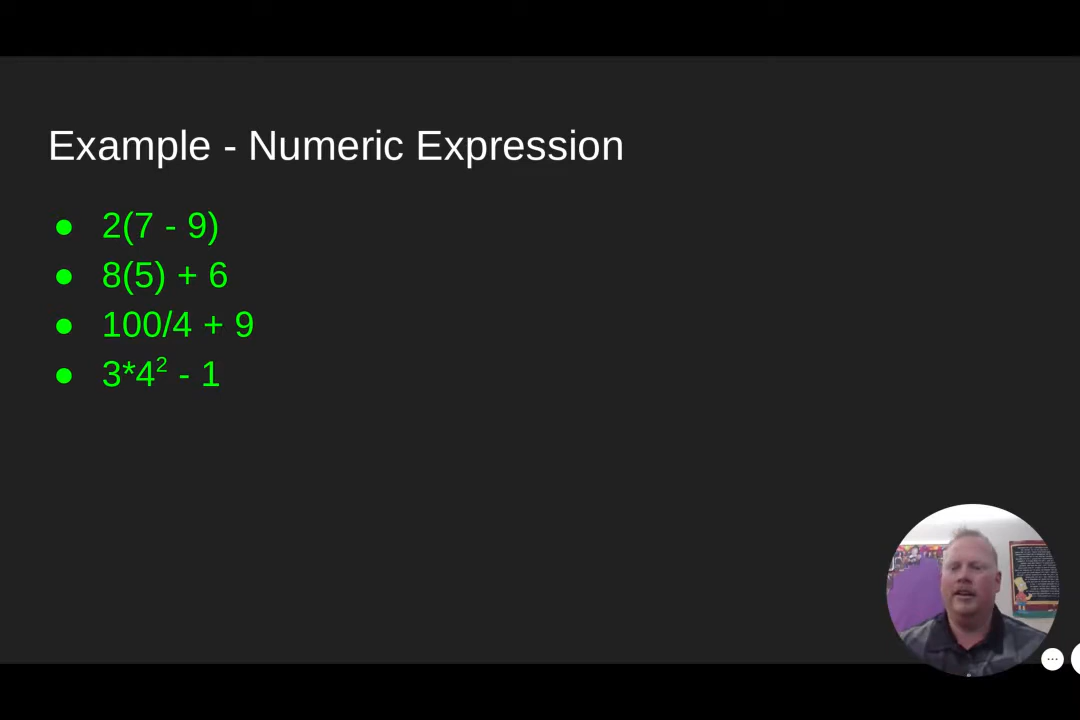 Example - Numeric Expression
● 2(7 - 9)
● 8(5) + 6
● 100/4 + 9
● 3*4² - 1